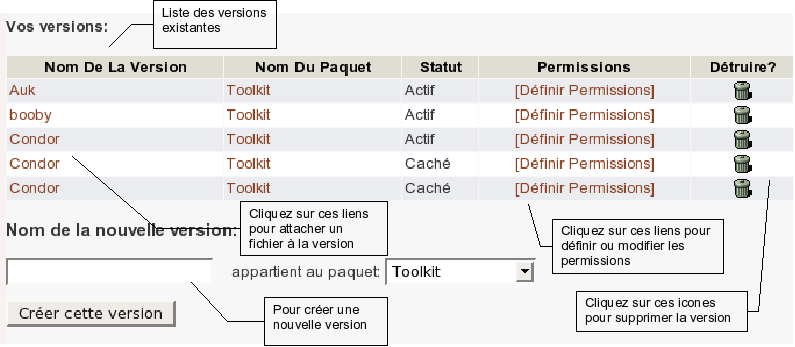 Liste des versions
existantes
Vos versions:
Nom De La Version Nom Du Paquet Statut Permissions Détruire?
Auk Toolkit Actif [Définir Permissions]
booby Toolkit Actif [Définir Permissions]
Condor Toolkit Actif [Définir Permissions]
Condor Toolkit Caché [Définir Permissions]
Condor Toolkit Caché [Définir Permissions]
Cliquez sur ces liens
pour attacher un
fichier à la version
Nom de la nouvelle version:
Cliquez sur ces liens pour
définir ou modifier les
permissions
appartient au paquet: Toolkit
Cliquez sur ces icones
pour supprimer la version
Pour créer une
nouvelle version
Créer cette version